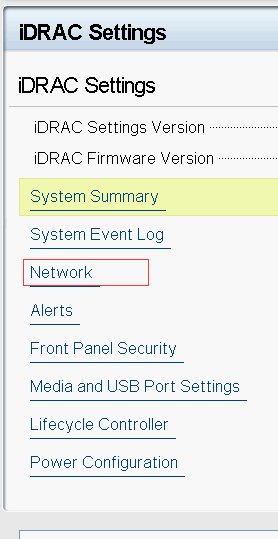 iDRAC Settings
iDRAC Settings
iDRAC Settings Version
iDRAC Firmware Version
System Summary
System Event Log
Network
Alerts
Front Panel Security
Media and USB Port Settings
Lifecycle Controller
Power Configuration